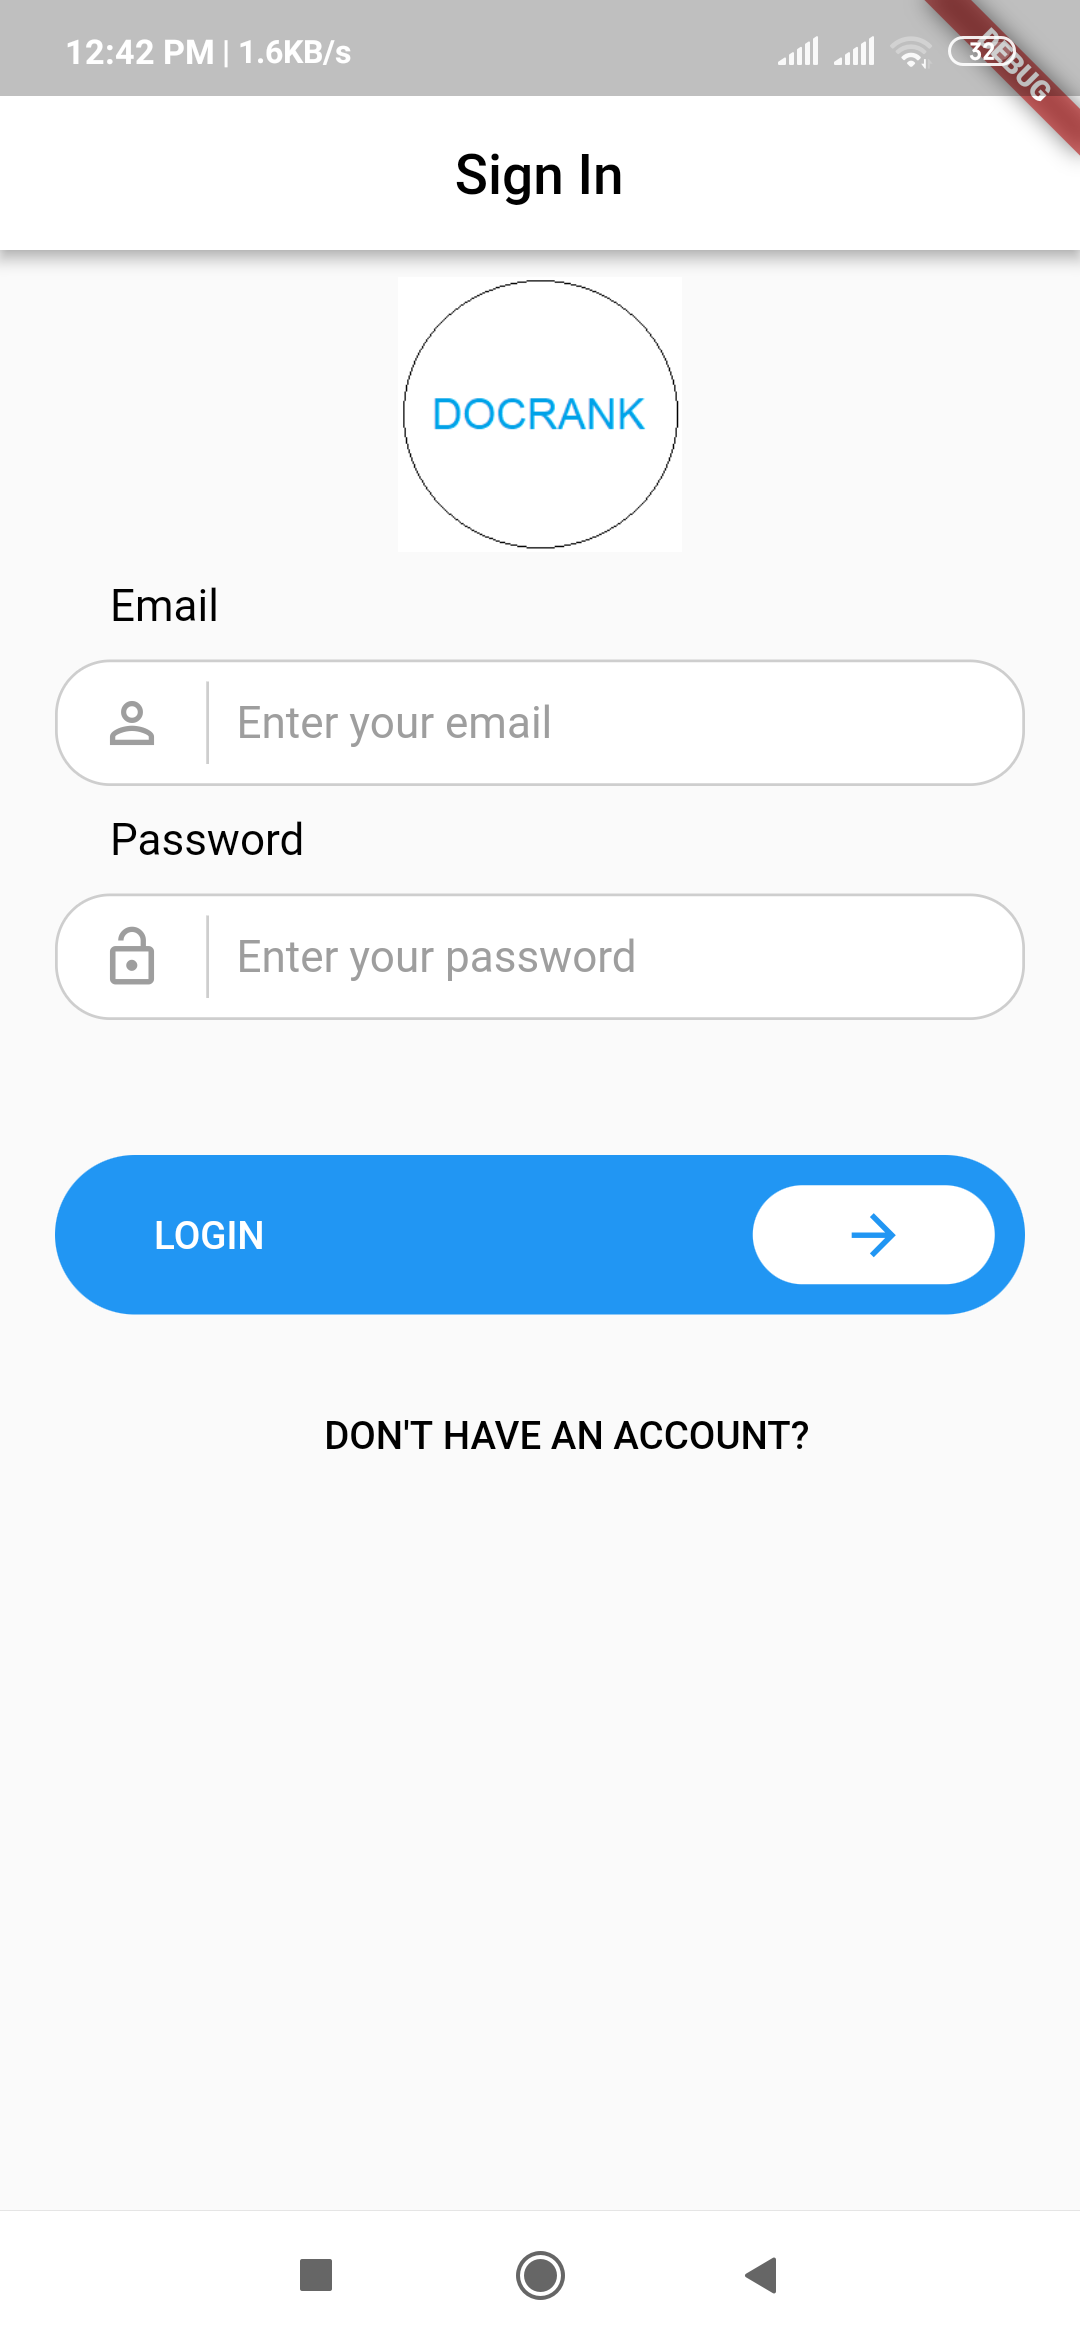 12:42 PM | 1.6KB/s
32
DEBUG
Sign In
DOCRANK
Email
Enter your email
Password
Enter your password
LOGIN
DON'T HAVE AN ACCOUNT?